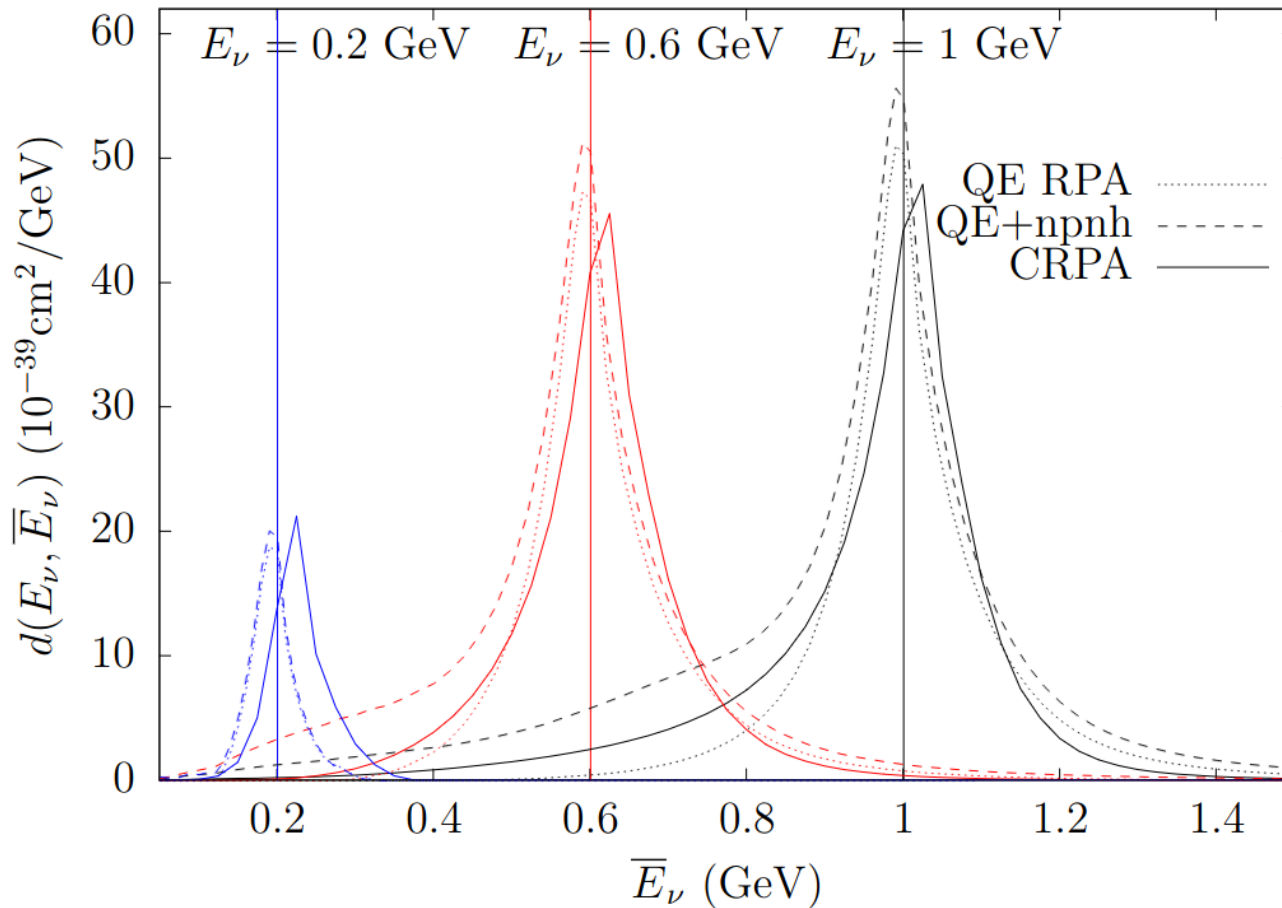 60
50
40
30
20
10
0
d(E_ν, E̅_ν) (10⁻³⁹cm²/GeV)
E_ν = 0.2 GeV E_ν = 0.6 GeV E_ν = 1 GeV
QE RPA
QE+npnh
CRPA
0.2 0.4 0.6 0.8 1 1.2 1.4
E̅_ν (GeV)